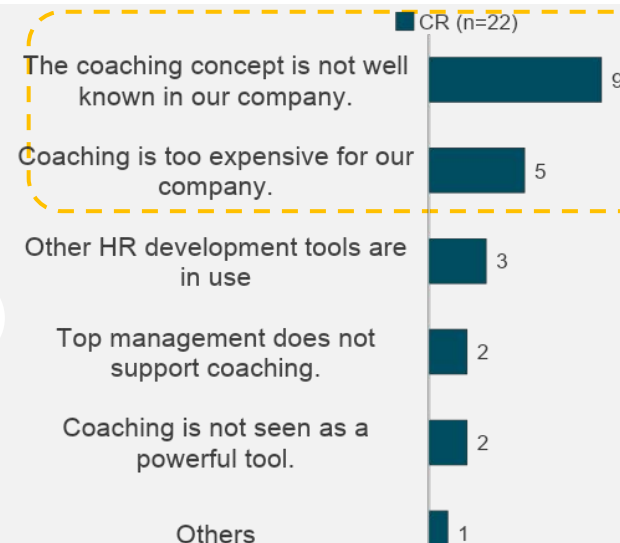 CR (n=22)
The coaching concept is not well
known in our company.
9
Coaching is too expensive for our
company.
5
Other HR development tools are
in use
3
Top management does not
support coaching.
2
Coaching is not seen as a
powerful tool.
2
Others
1